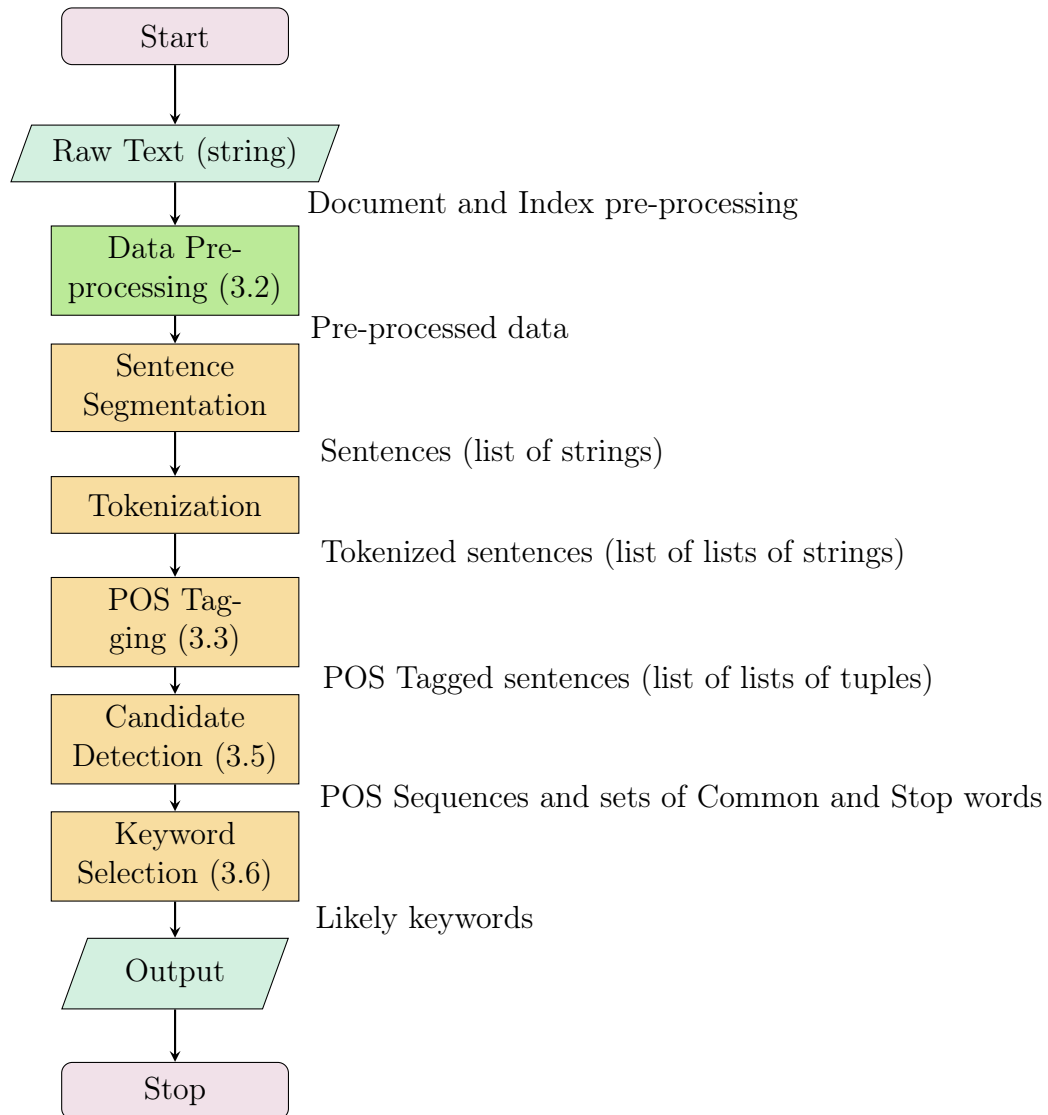 Start
Raw Text (string)
Document and Index pre-processing
Data Pre-
processing (3.2)
Pre-processed data
Sentence
Segmentation
Sentences (list of strings)
Tokenization
Tokenized sentences (list of lists of strings)
POS Tag-
ging (3.3)
POS Tagged sentences (list of lists of tuples)
Candidate
Detection (3.5)
POS Sequences and sets of Common and Stop words
Keyword
Selection (3.6)
Likely keywords
Output
Stop